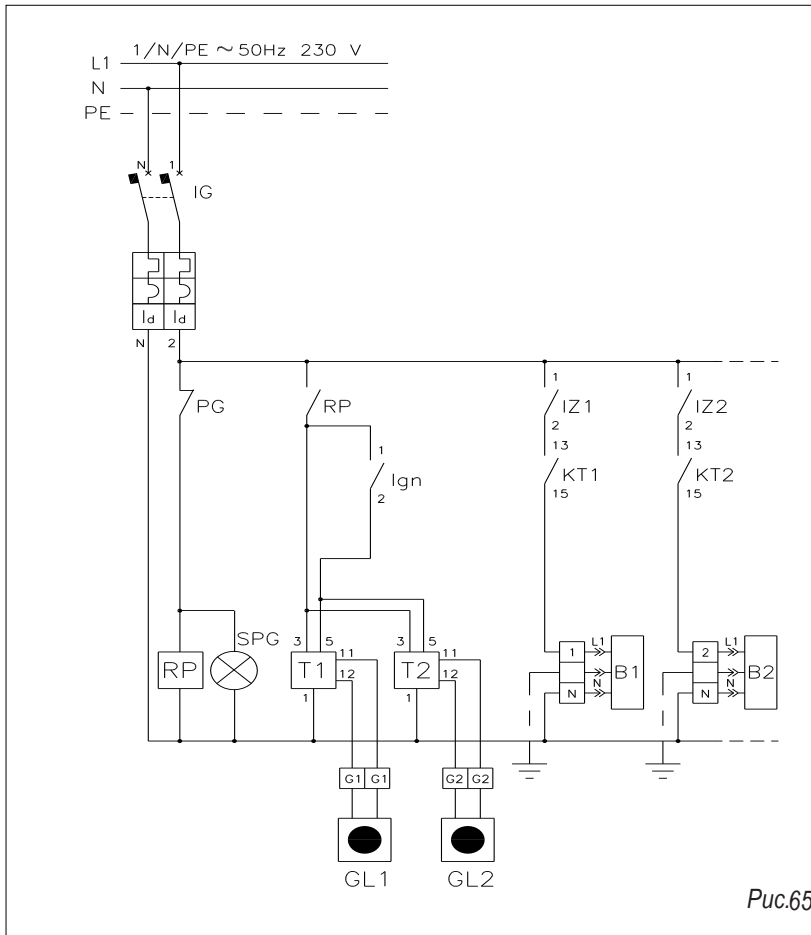 1/N/PE ~ 50Hz 230 V
L1
N
PE
N 1
IG
Id Id
N 2
1 1
PG RP IZ1 IZ2
2 2
1 13 13
Ign KT1 KT2
2 15 15
SPG 3 5 3 5 1 L1 2 L1
RP T1 11 T2 11 B1 B2
12 12 N N N N
1 1
G1 G1 G2 G2
GL1 GL2
Рис.65